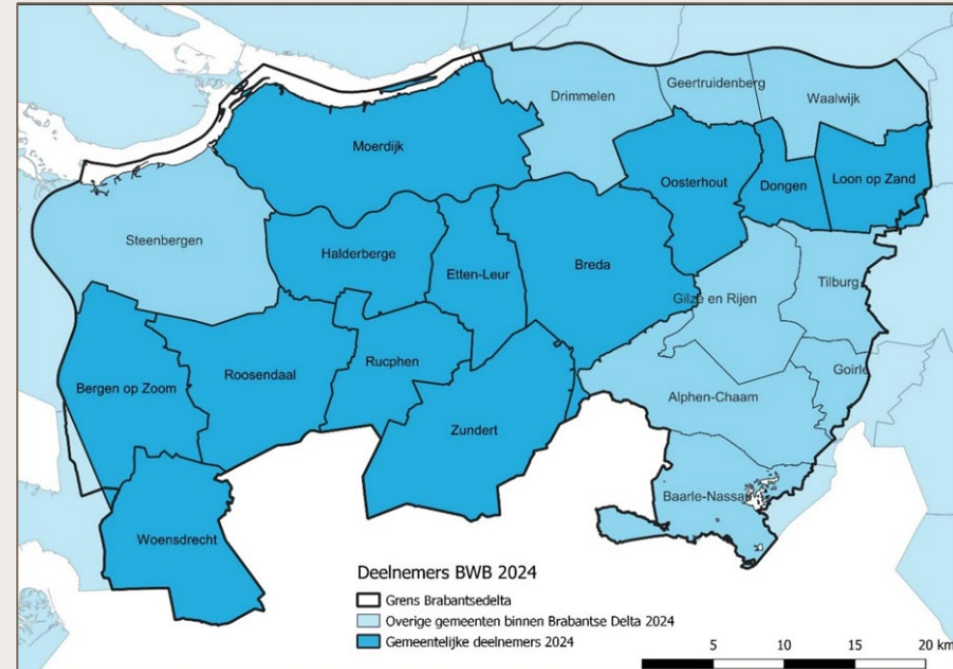 Drimmelen
Geertruidenberg
Waalwijk
Moerdijk
Oosterhout
Dongen
Loon op Zand
Steenbergen
Halderberge
Etten-Leur
Breda
Gilze en Rijen
Tilburg
Bergen op Zoom
Roosendaal
Rucphen
Goirle
Alphen-Chaam
Zundert
Baarle-Nassau
Woensdrecht
Deelnemers BWB 2024
Grens Brabantsedelta
Overige gemeenten binnen Brabantse Delta 2024
Gemeentelijke deelnemers 2024
5 10 15 20 km